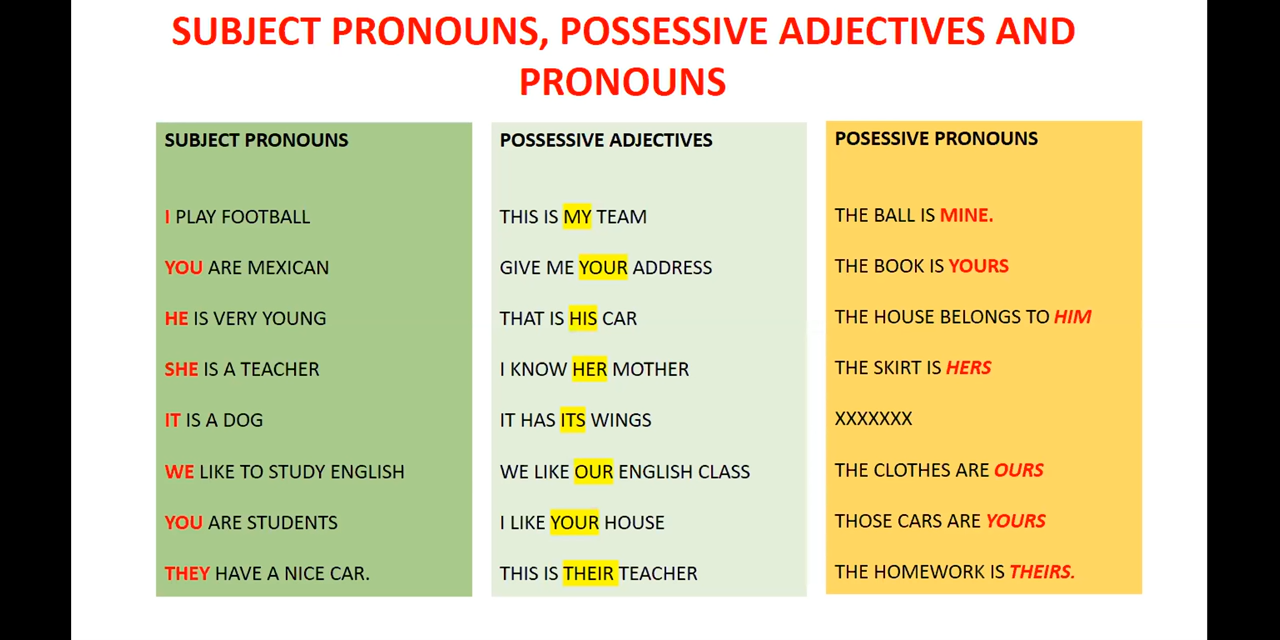 SUBJECT PRONOUNS, POSSESSIVE ADJECTIVES AND
PRONOUNS
SUBJECT PRONOUNS
I PLAY FOOTBALL
YOU ARE MEXICAN
HE IS VERY YOUNG
SHE IS A TEACHER
IT IS A DOG
WE LIKE TO STUDY ENGLISH
YOU ARE STUDENTS
THEY HAVE A NICE CAR.
POSSESSIVE ADJECTIVES
THIS IS MY TEAM
GIVE ME YOUR ADDRESS
THAT IS HIS CAR
I KNOW HER MOTHER
IT HAS ITS WINGS
WE LIKE OUR ENGLISH CLASS
I LIKE YOUR HOUSE
THIS IS THEIR TEACHER
POSESSIVE PRONOUNS
THE BALL IS MINE.
THE BOOK IS YOURS
THE HOUSE BELONGS TO HIM
THE SKIRT IS HERS
XXXXXXX
THE CLOTHES ARE OURS
THOSE CARS ARE YOURS
THE HOMEWORK IS THEIRS.